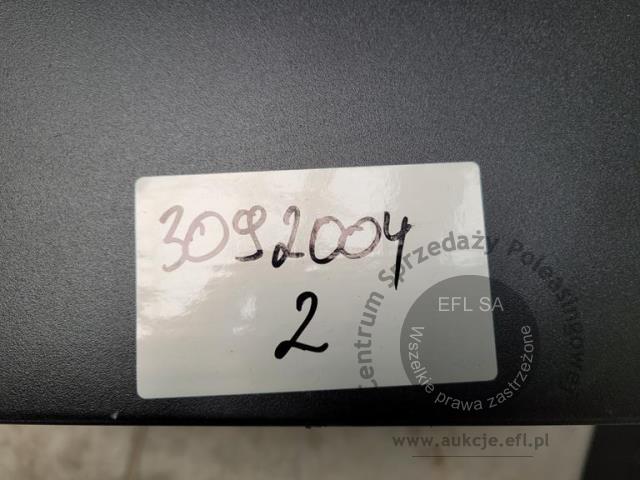 3092004
2
Centrum Sprzedaży Poleasingowej
EFL SA
Wszelkie prawa zastrzeżone
www.aukcje.efl.pl